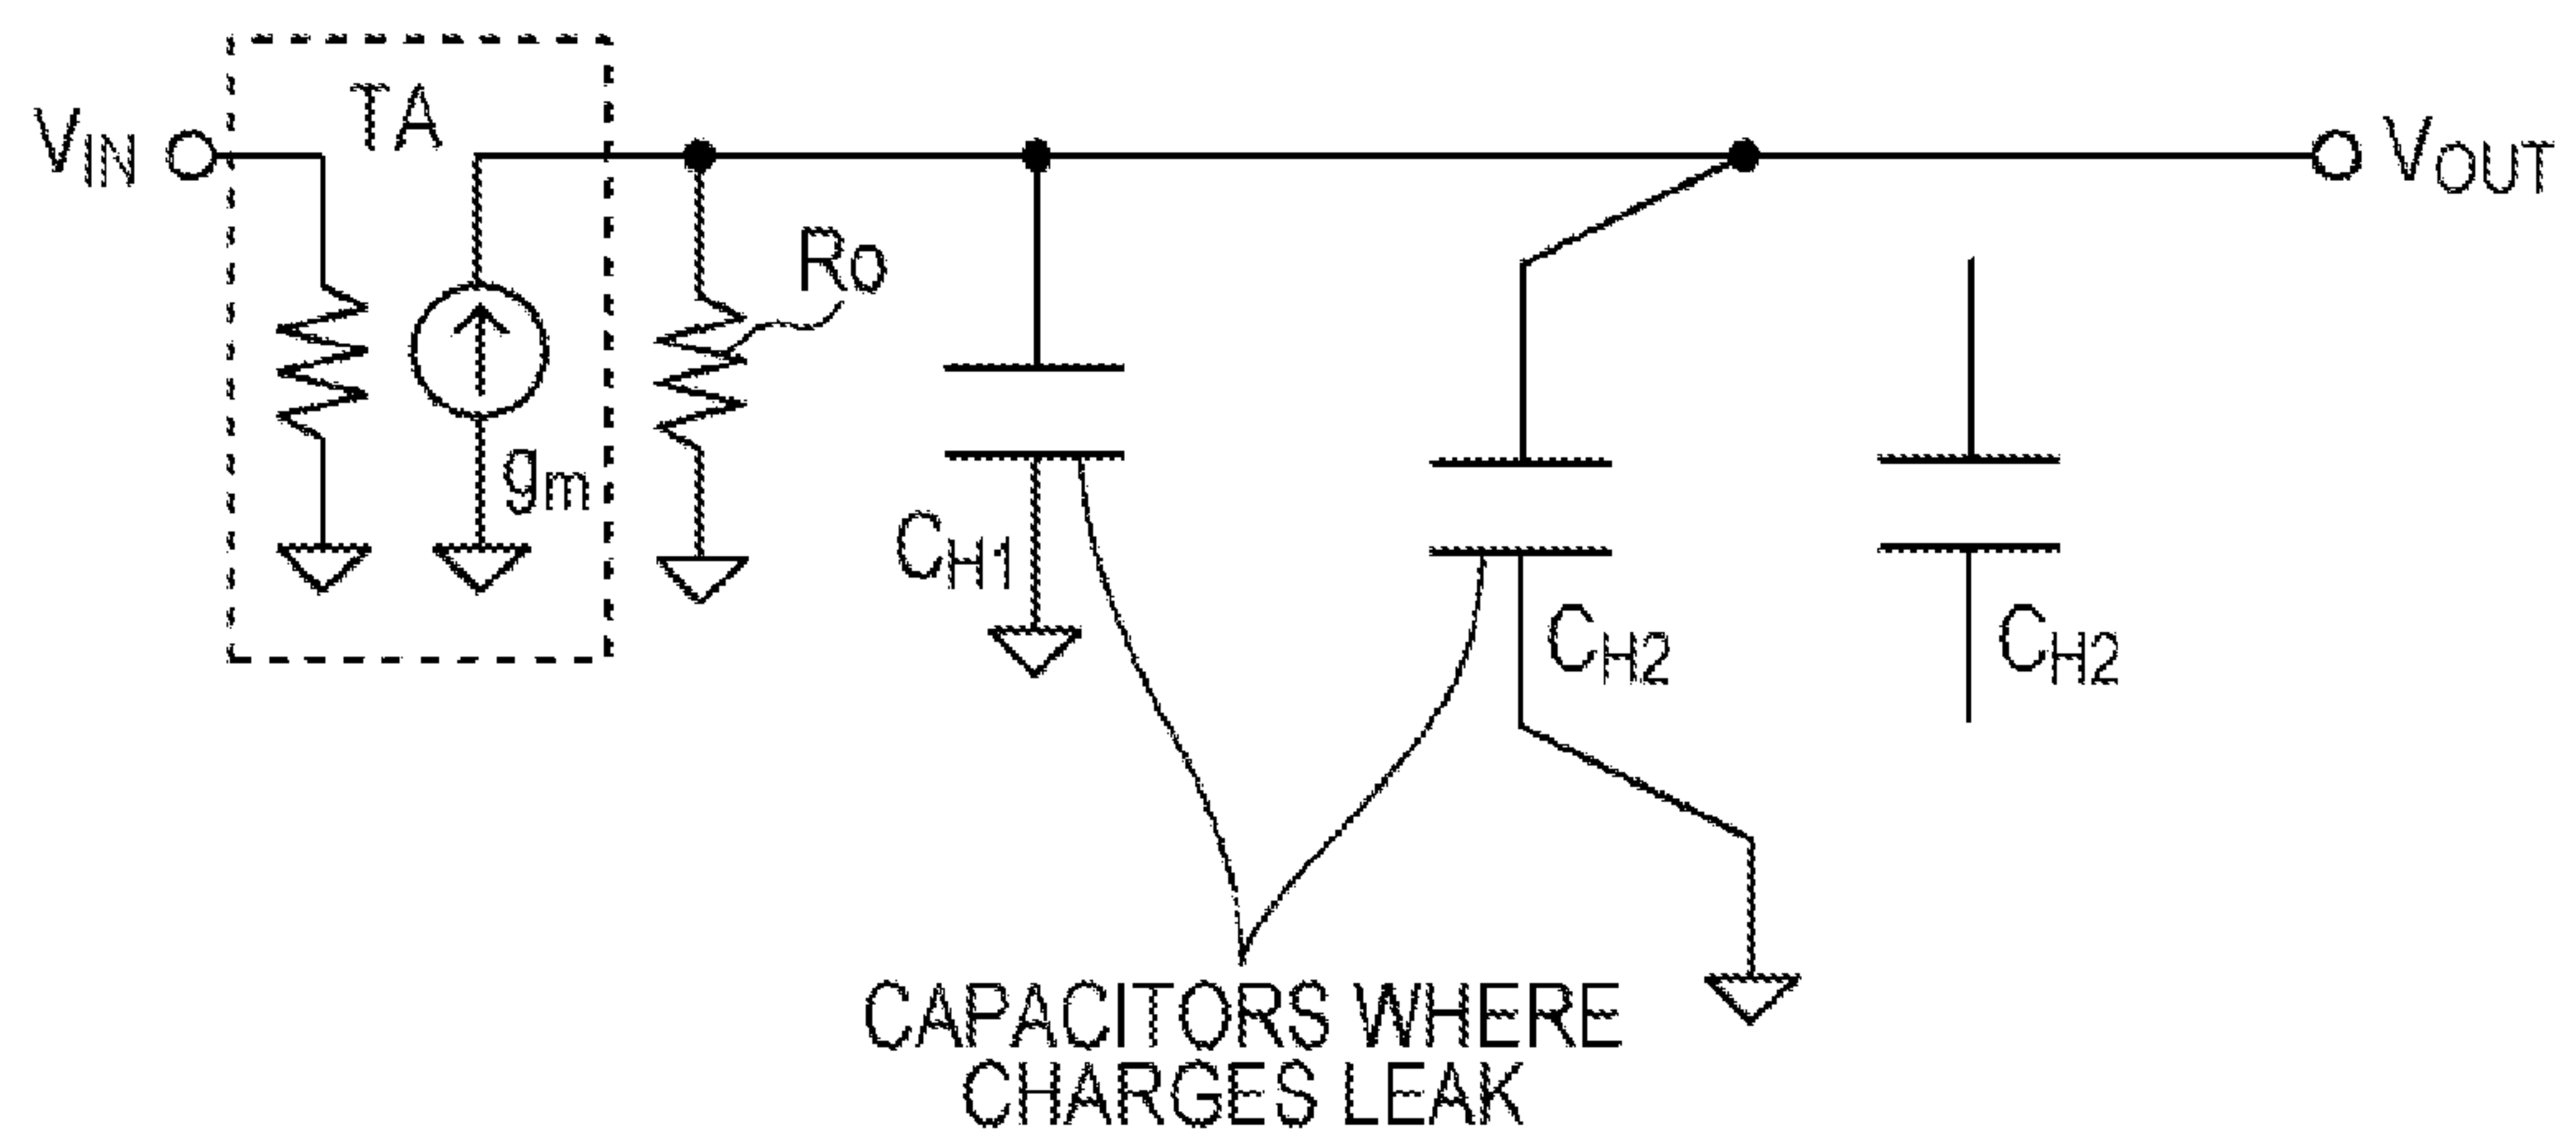 TA
VIN
VOUT
Ro
gm
CH1
CH2
CH2
CAPACITORS WHERE
CHARGES LEAK